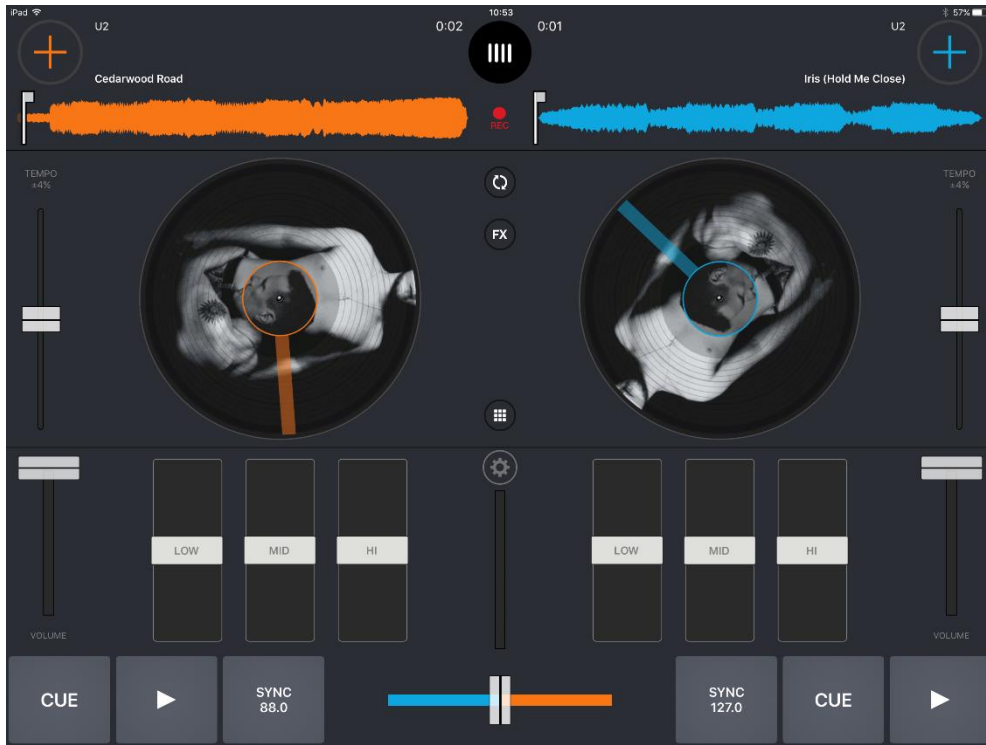 iPad 10:53 57%
U2 0:02 0:01 U2
Cedarwood Road Iris (Hold Me Close)
REC
TEMPO TEMPO
±4% ±4%
FX
LOW MID HI LOW MID HI
VOLUME VOLUME
CUE SYNC SYNC CUE
88.0 127.0